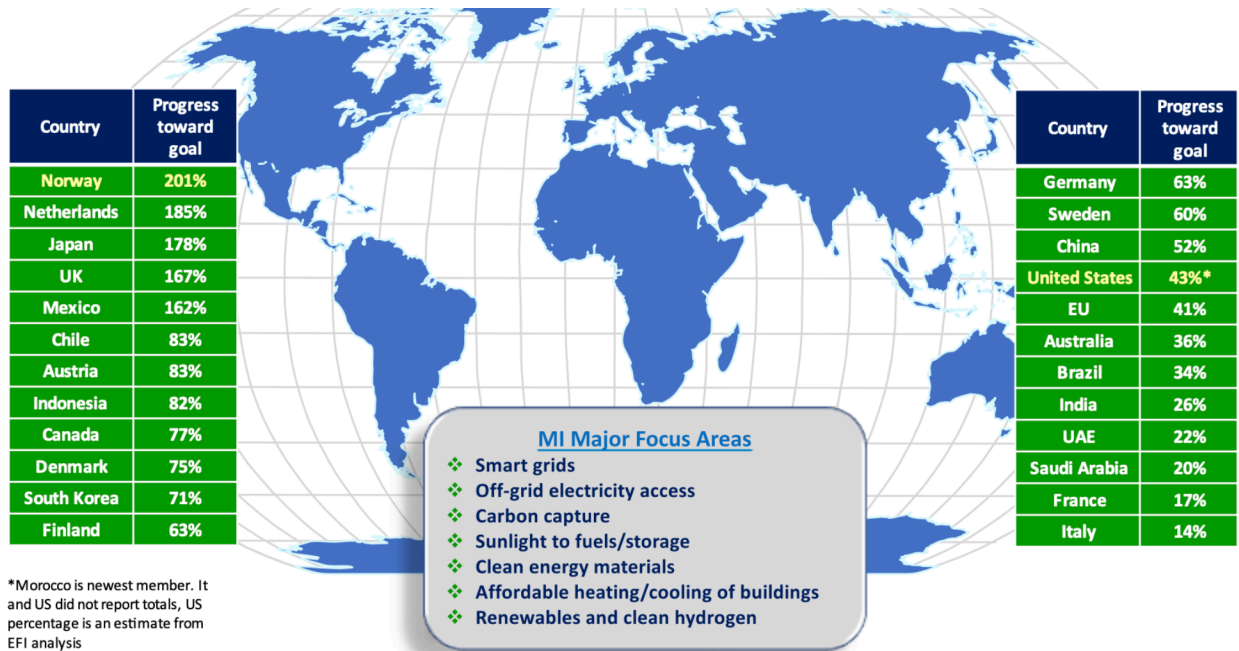 Country Progress toward goal
Norway 201%
Netherlands 185%
Japan 178%
UK 167%
Mexico 162%
Chile 83%
Austria 83%
Indonesia 82%
Canada 77%
Denmark 75%
South Korea 71%
Finland 63%
*Morocco is newest member. It
and US did not report totals, US
percentage is an estimate from
EFI analysis
MI Major Focus Areas
❖ Smart grids
❖ Off-grid electricity access
❖ Carbon capture
❖ Sunlight to fuels/storage
❖ Clean energy materials
❖ Affordable heating/cooling of buildings
❖ Renewables and clean hydrogen
Country Progress toward goal
Germany 63%
Sweden 60%
China 52%
United States 43%*
EU 41%
Australia 36%
Brazil 34%
India 26%
UAE 22%
Saudi Arabia 20%
France 17%
Italy 14%